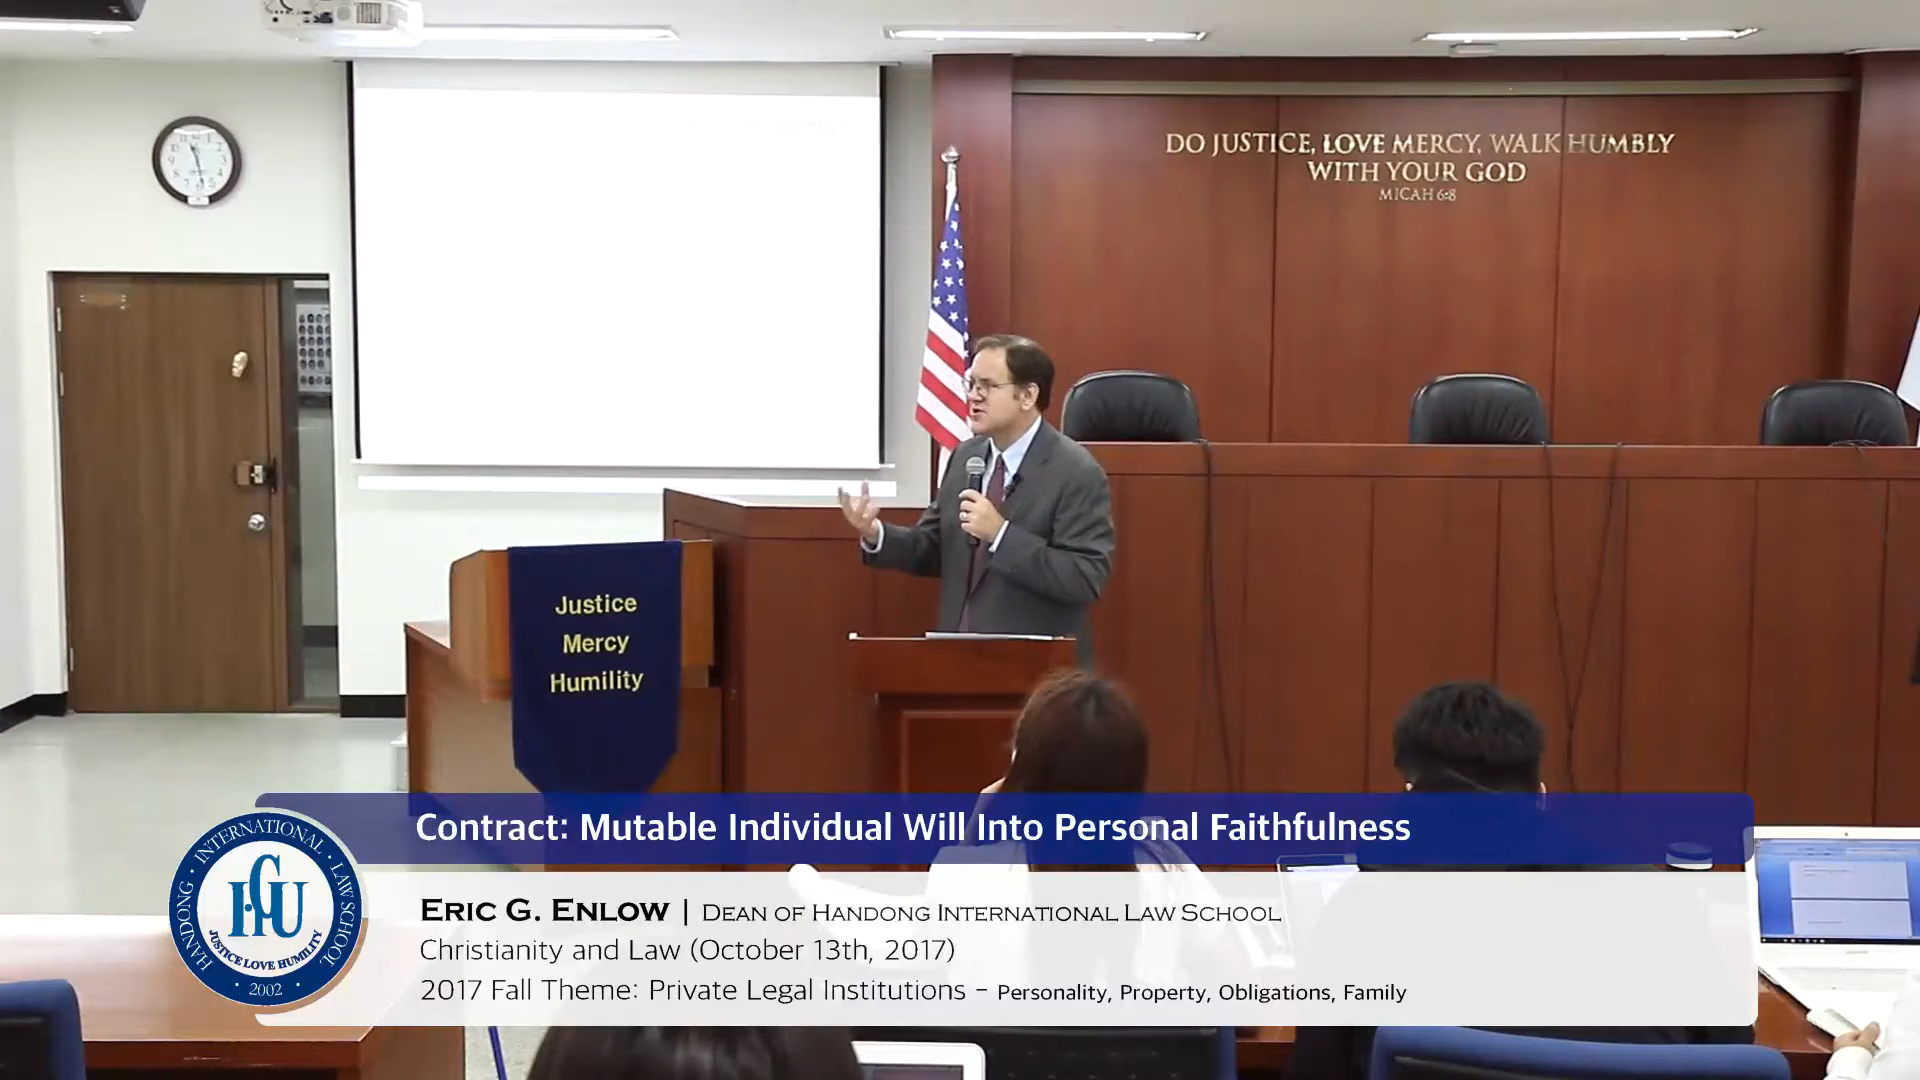 DO JUSTICE, LOVE MERCY, WALK HUMBLY
WITH YOUR GOD
MICAH 6:8
Justice
Mercy
Humility
Contract: Mutable Individual Will Into Personal Faithfulness
HANDONG · INTERNATIONAL · LAW SCHOOL
JUSTICE LOVE HUMILITY
· 2002 ·
ERIC G. ENLOW | DEAN OF HANDONG INTERNATIONAL LAW SCHOOL
Christianity and Law (October 13th, 2017)
2017 Fall Theme: Private Legal Institutions - Personality, Property, Obligations, Family